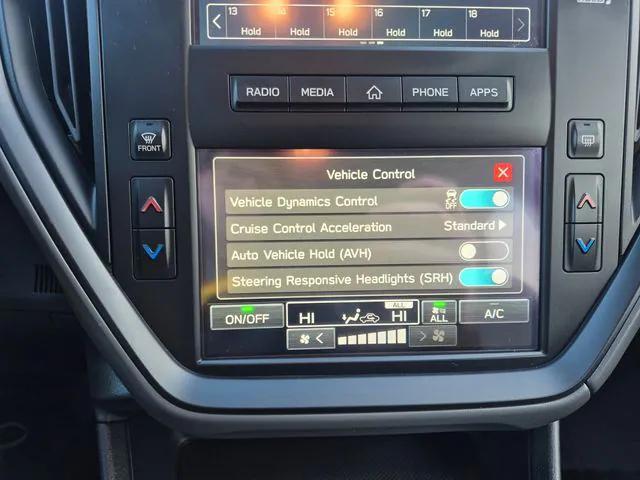 13 14 15 16 17 18
Hold Hold Hold Hold Hold Hold
RADIO MEDIA PHONE APPS
FRONT
Vehicle Control
Vehicle Dynamics Control
Cruise Control Acceleration Standard
Auto Vehicle Hold (AVH)
Steering Responsive Headlights (SRH)
ON/OFF HI ALL HI ALL A/C